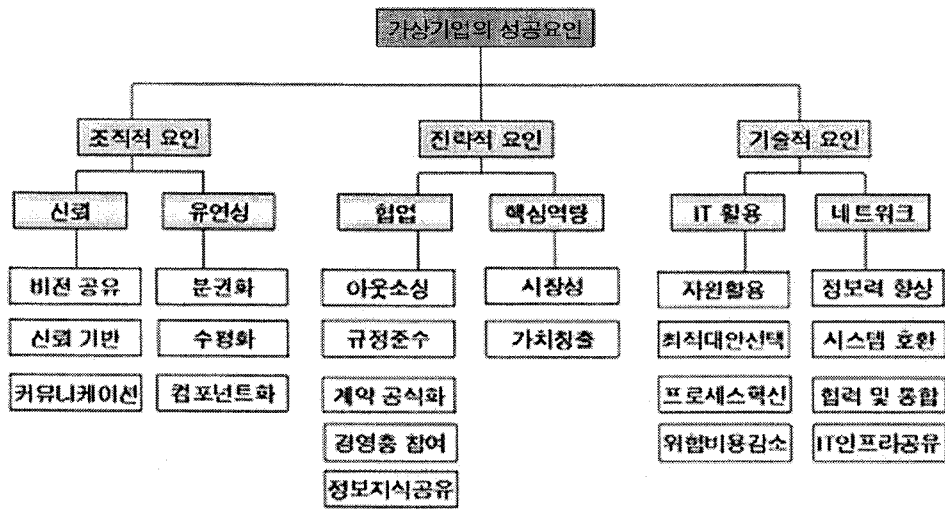 가상기업의 성공요인
조직적 요인
전략적 요인
기술적 요인
신뢰
유연성
협업
핵심역량
IT 활용
네트워크
비전 공유
분권화
아웃소싱
시장성
자원활용
정보력 향상
신뢰 기반
수평화
규정준수
가치창출
최적대안선택
시스템 호환
커뮤니케이션
컴포넌트화
계약 공식화
프로세스혁신
협력 및 통합
경영층 참여
위험비용감소
IT인프라공유
정보지식공유